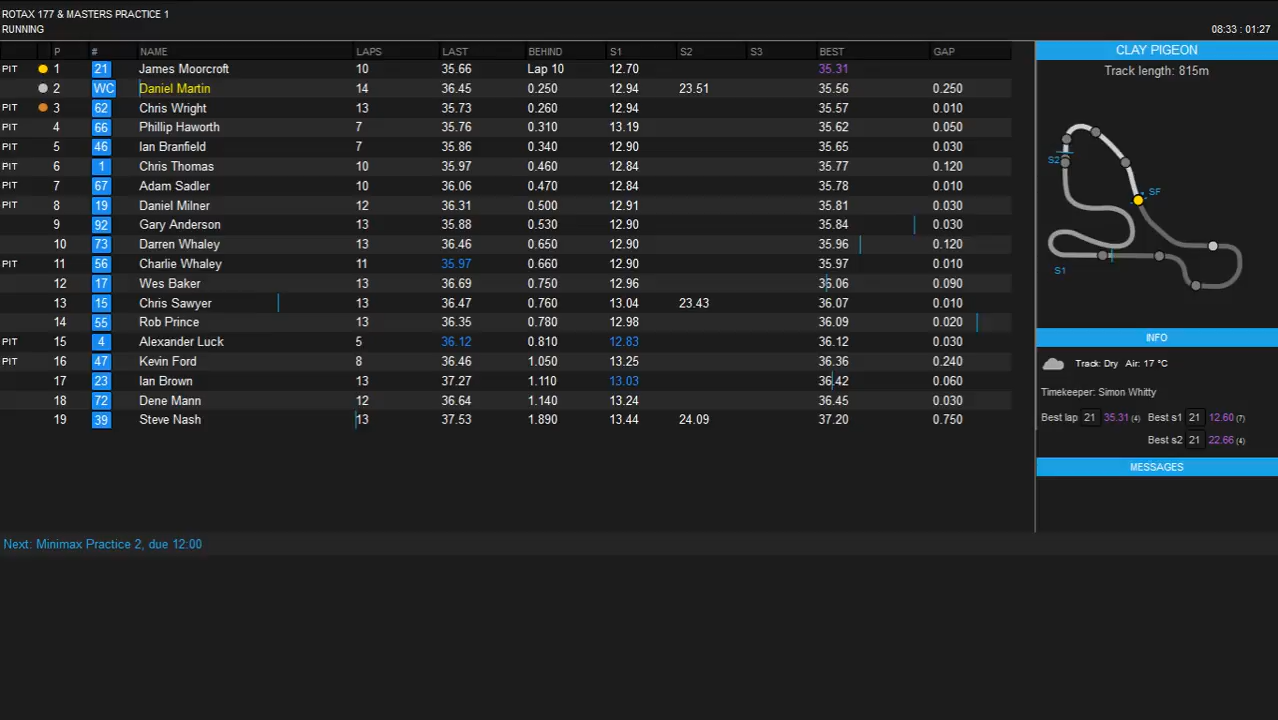 ROTAX 177 & MASTERS PRACTICE 1
RUNNING
08:33 : 01:27
P # NAME LAPS LAST BEHIND S1 S2 S3 BEST GAP
PIT 1 21 James Moorcroft 10 35.66 Lap 10 12.70 35.31
2 WC Daniel Martin 14 36.45 0.250 12.94 23.51 35.56 0.250
PIT 3 62 Chris Wright 13 35.73 0.260 12.94 35.57 0.010
PIT 4 66 Phillip Haworth 7 35.76 0.310 13.19 35.62 0.050
PIT 5 46 Ian Branfield 7 35.86 0.340 12.90 35.65 0.030
PIT 6 1 Chris Thomas 10 35.97 0.460 12.84 35.77 0.120
PIT 7 67 Adam Sadler 10 36.06 0.470 12.84 35.78 0.010
PIT 8 19 Daniel Milner 12 36.31 0.500 12.91 35.81 0.030
9 92 Gary Anderson 13 35.88 0.530 12.90 35.84 0.030
10 73 Darren Whaley 13 36.46 0.650 12.90 35.96 0.120
PIT 11 56 Charlie Whaley 11 35.97 0.660 12.90 35.97 0.010
12 17 Wes Baker 13 36.69 0.750 12.96 36.06 0.090
13 15 Chris Sawyer 13 36.47 0.760 13.04 23.43 36.07 0.010
14 55 Rob Prince 13 36.35 0.780 12.98 36.09 0.020
PIT 15 4 Alexander Luck 5 36.12 0.810 12.83 36.12 0.030
PIT 16 47 Kevin Ford 8 36.46 1.050 13.25 36.36 0.240
17 23 Ian Brown 13 37.27 1.110 13.03 36.42 0.060
18 72 Dene Mann 12 36.64 1.140 13.24 36.45 0.030
19 39 Steve Nash 13 37.53 1.890 13.44 24.09 37.20 0.750
Next: Minimax Practice 2, due 12:00
CLAY PIGEON
Track length: 815m
S2
SF
S1
INFO
Track: Dry Air: 17 °C
Timekeeper: Simon Whitty
Best lap 21 35.31 (4) Best s1 21 12.60 (7)
Best s2 21 22.66 (4)
MESSAGES